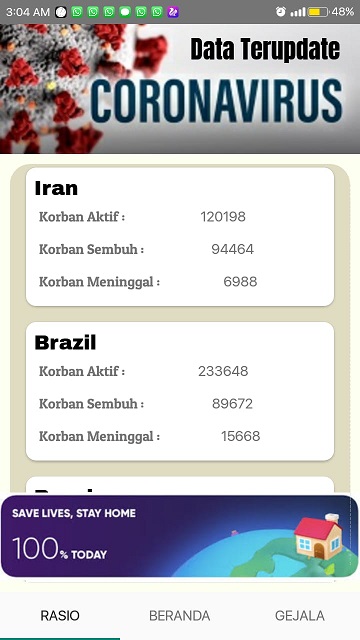 3:04 AM 48%
Data Terupdate
CORONAVIRUS
Iran
Korban Aktif : 120198
Korban Sembuh : 94464
Korban Meninggal : 6988
Brazil
Korban Aktif : 233648
Korban Sembuh : 89672
Korban Meninggal : 15668
SAVE LIVES, STAY HOME
100% TODAY
RASIO BERANDA GEJALA